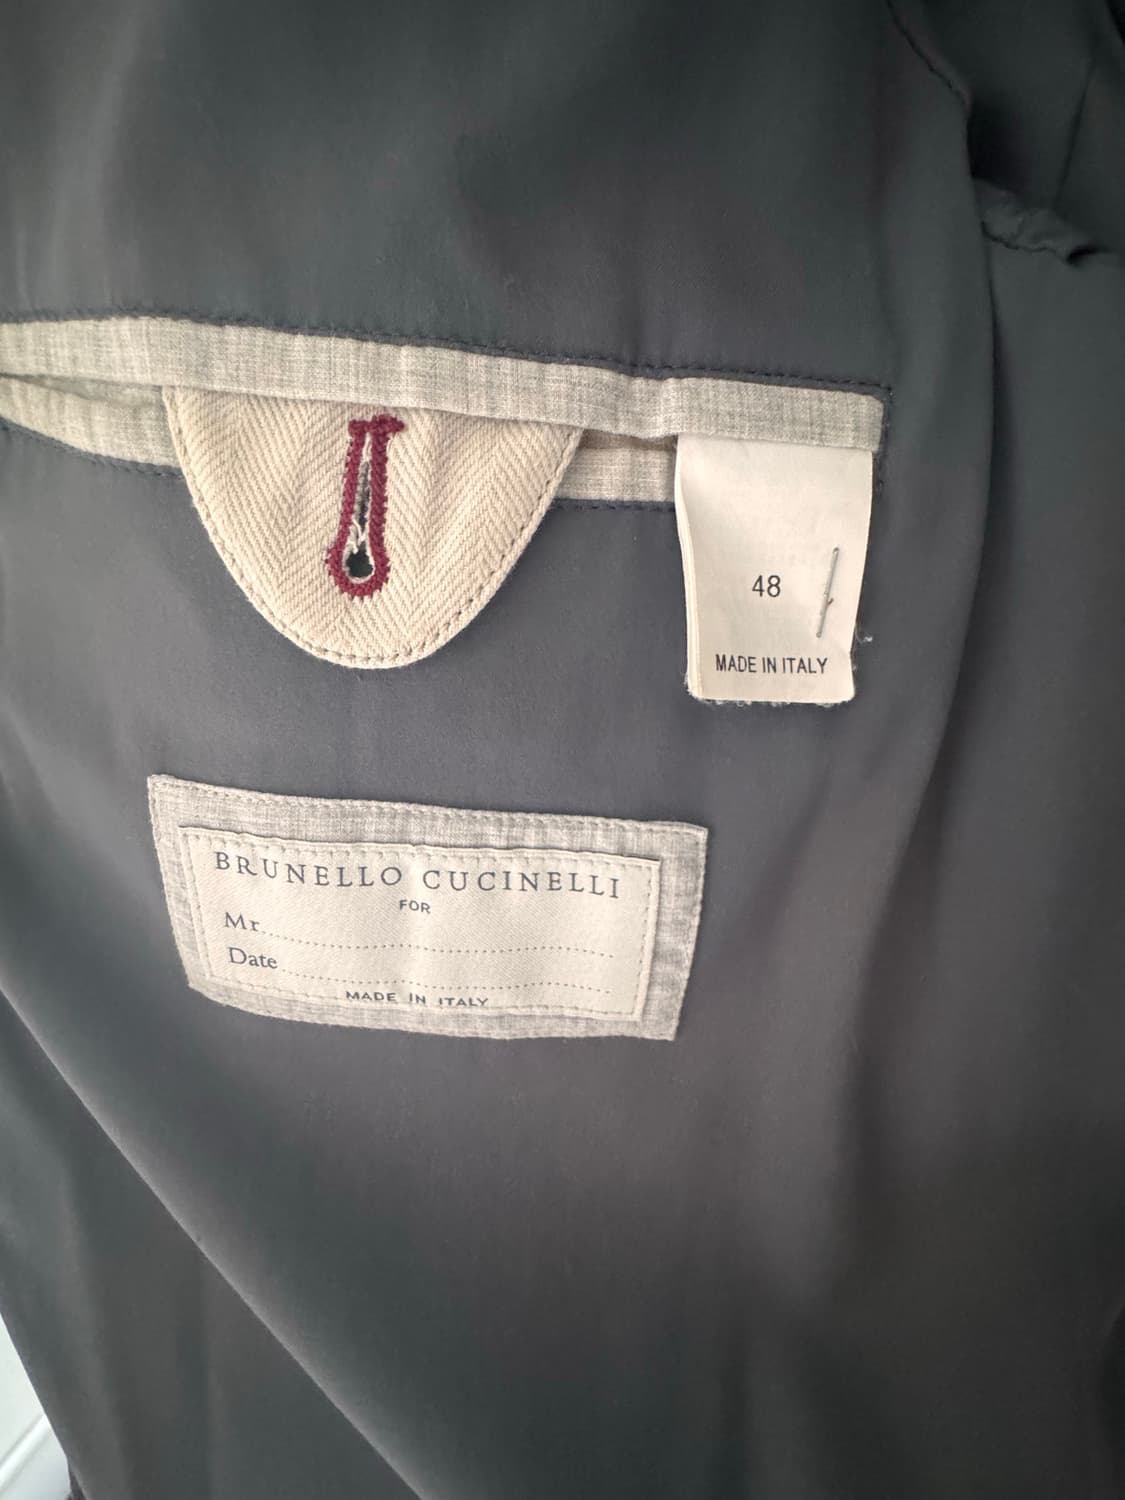 48
MADE IN ITALY
BRUNELLO CUCINELLI
FOR
Mr.
Date
MADE IN ITALY